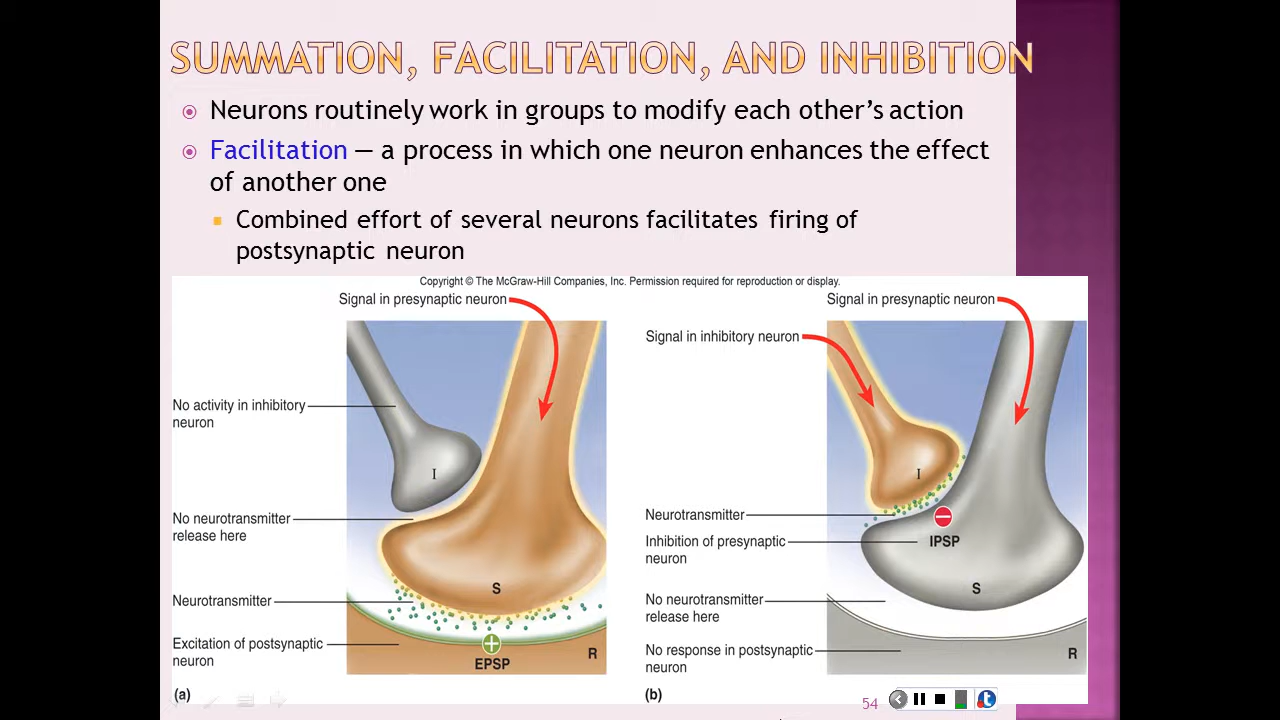 SUMMATION, FACILITATION, AND INHIBITION
Neurons routinely work in groups to modify each other's action
Facilitation — a process in which one neuron enhances the effect
of another one
Combined effort of several neurons facilitates firing of
postsynaptic neuron
Copyright © The McGraw-Hill Companies, Inc. Permission required for reproduction or display.
Signal in presynaptic neuron
No activity in inhibitory
neuron
I
No neurotransmitter
release here
S
Neurotransmitter
Excitation of postsynaptic
neuron
EPSP
R
(a)
Signal in presynaptic neuron
Signal in inhibitory neuron
I
Neurotransmitter
Inhibition of presynaptic
neuron
IPSP
S
No neurotransmitter
release here
No response in postsynaptic
neuron
R
(b)
54
t